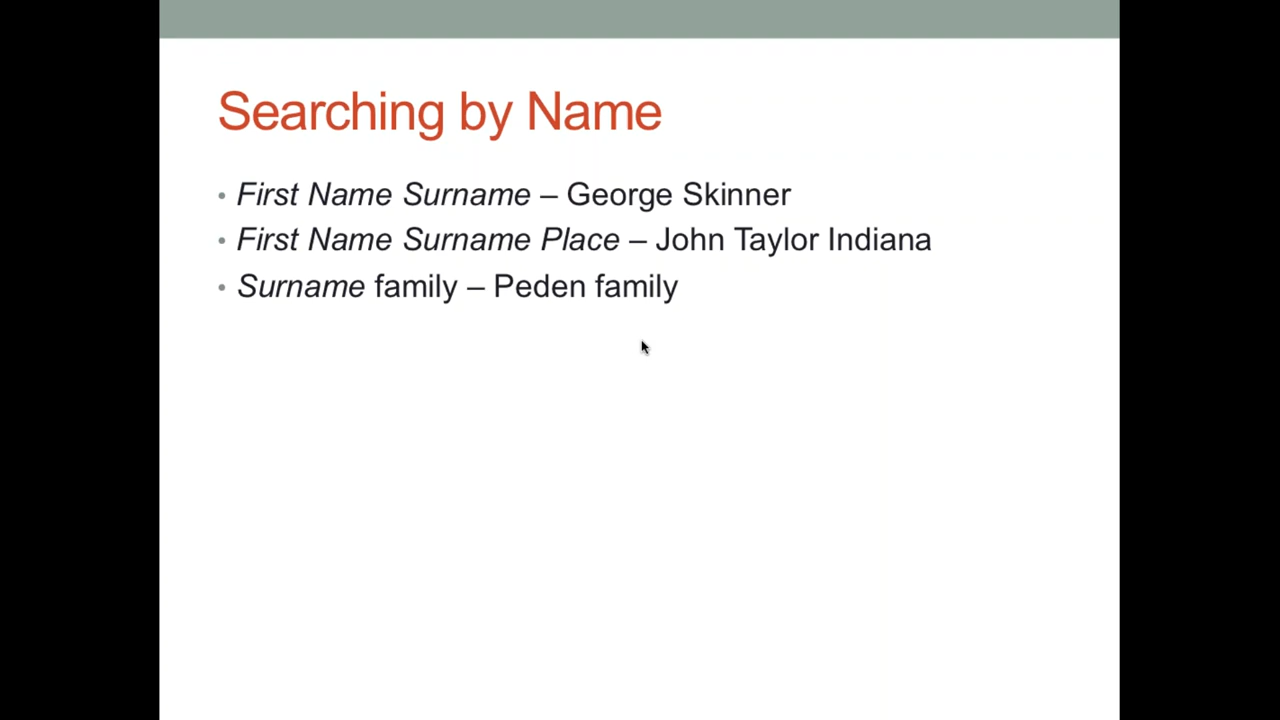 Searching by Name
• First Name Surname – George Skinner
• First Name Surname Place – John Taylor Indiana
• Surname family – Peden family